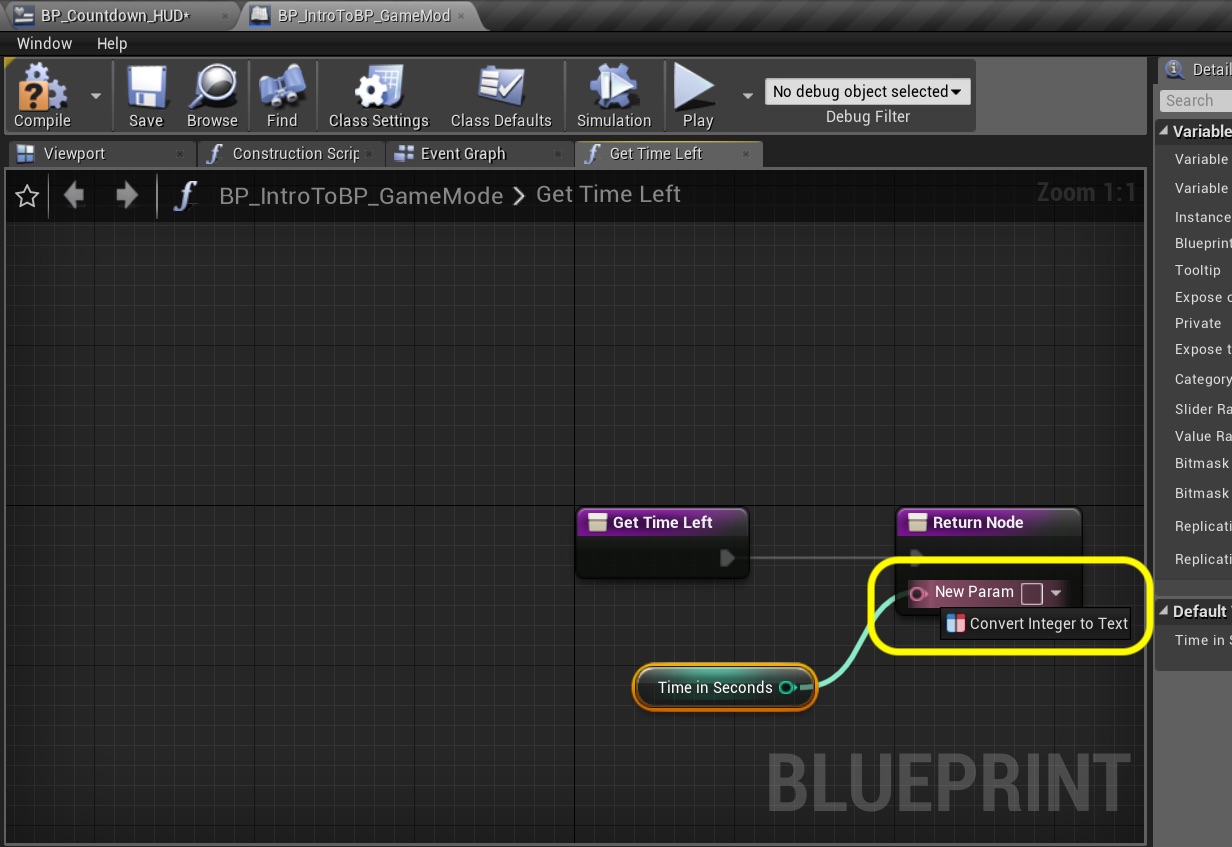 BP_Countdown_HUD*
BP_IntroToBP_GameMod
Window Help
Compile Save Browse Find Class Settings Class Defaults Simulation Play
No debug object selected
Debug Filter
Viewport Construction Scrip Event Graph Get Time Left
BP_IntroToBP_GameMode > Get Time Left
Zoom 1:1
Get Time Left
Return Node
New Param
Convert Integer to Text
Time in Seconds
BLUEPRINT
Detail
Search
Variable
Variable
Variable
Instance
Blueprint
Tooltip
Expose o
Private
Expose t
Category
Slider Ra
Value Ra
Bitmask
Bitmask
Replicati
Replicati
Default
Time in S